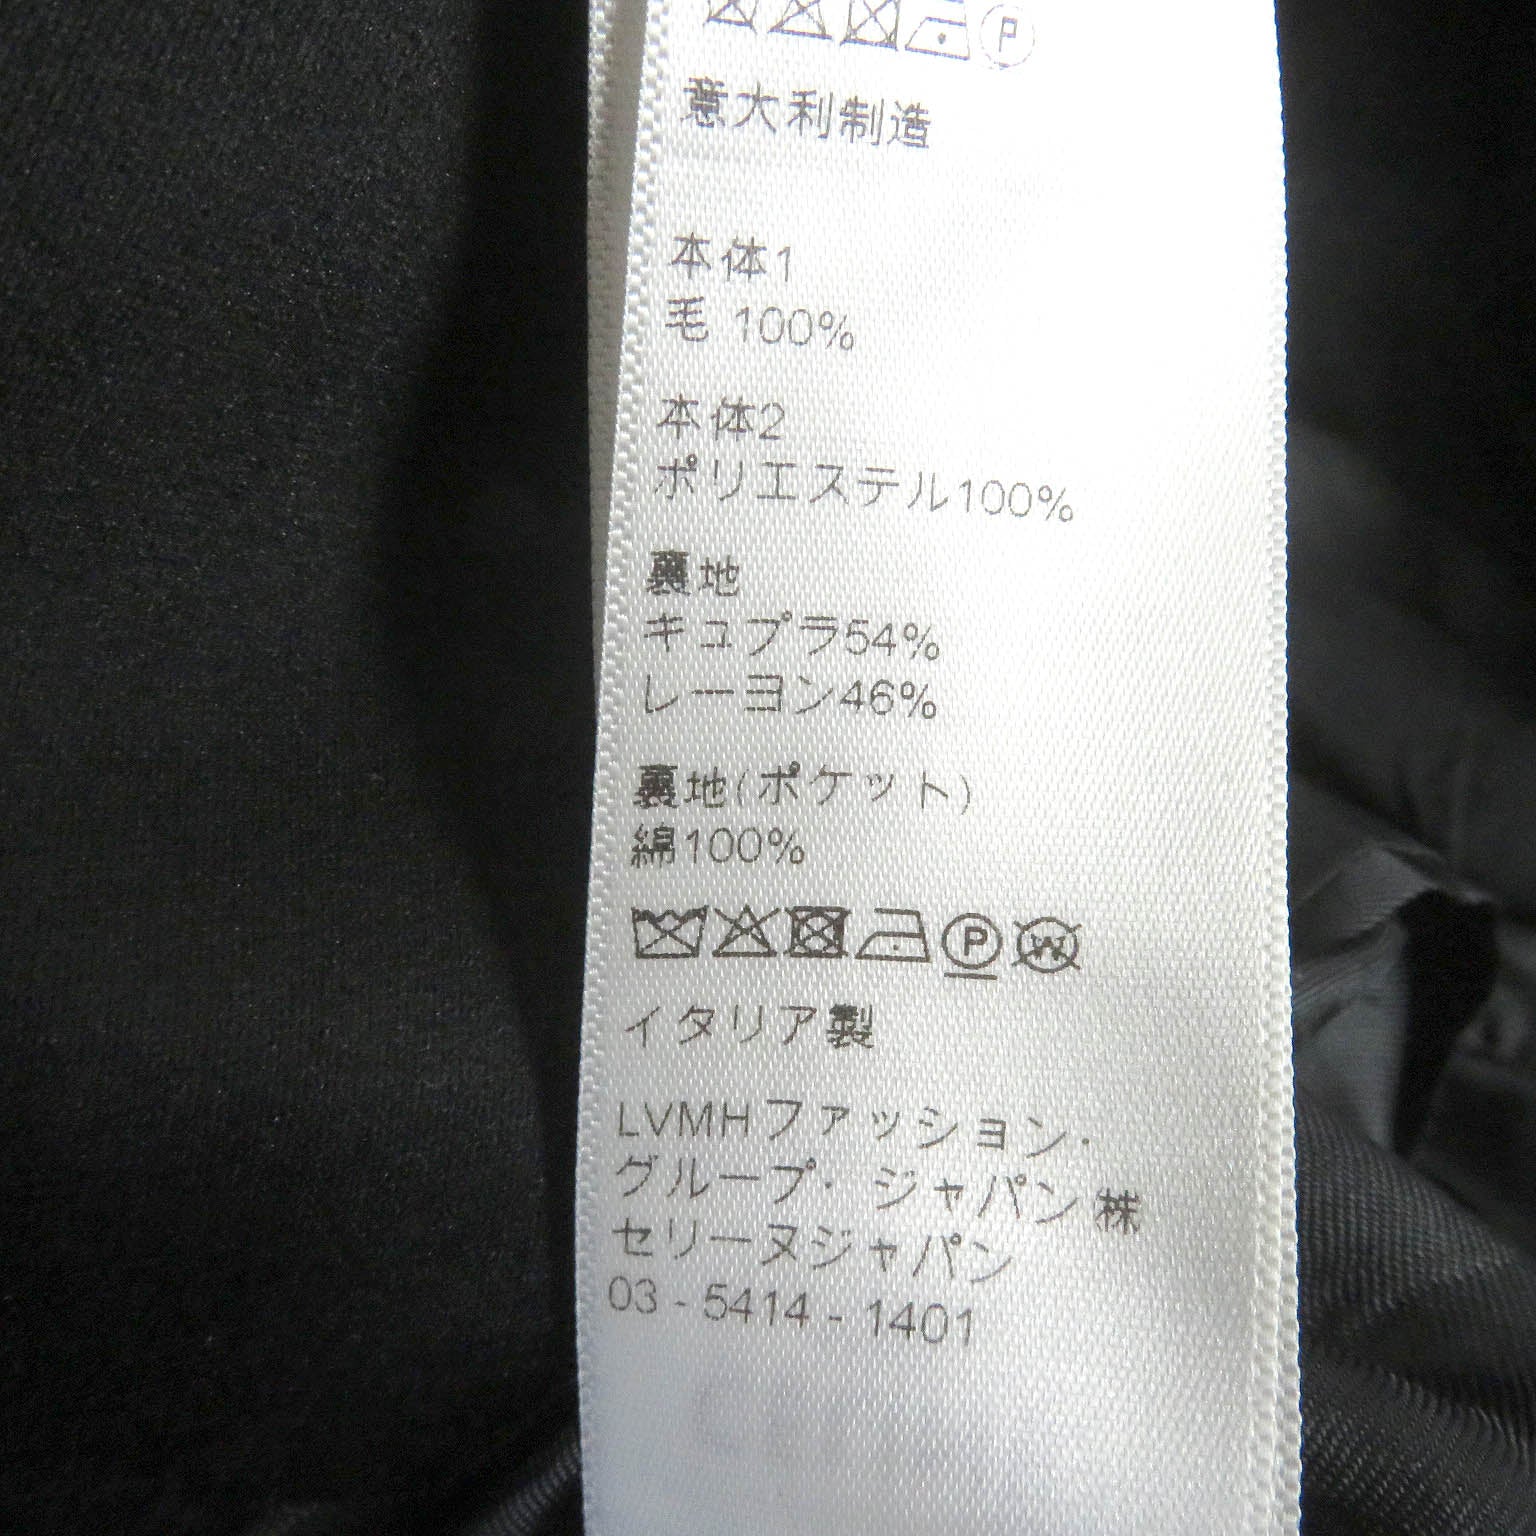 意大利制造
本体1
毛 100%
本体2
ポリエステル100%
裏地
キュプラ54%
レーヨン46%
裏地(ポケット)
綿100%
P W
イタリア製
LVMHファッション・
グループ・ジャパン株
セリーヌジャパン
03-5414-1401